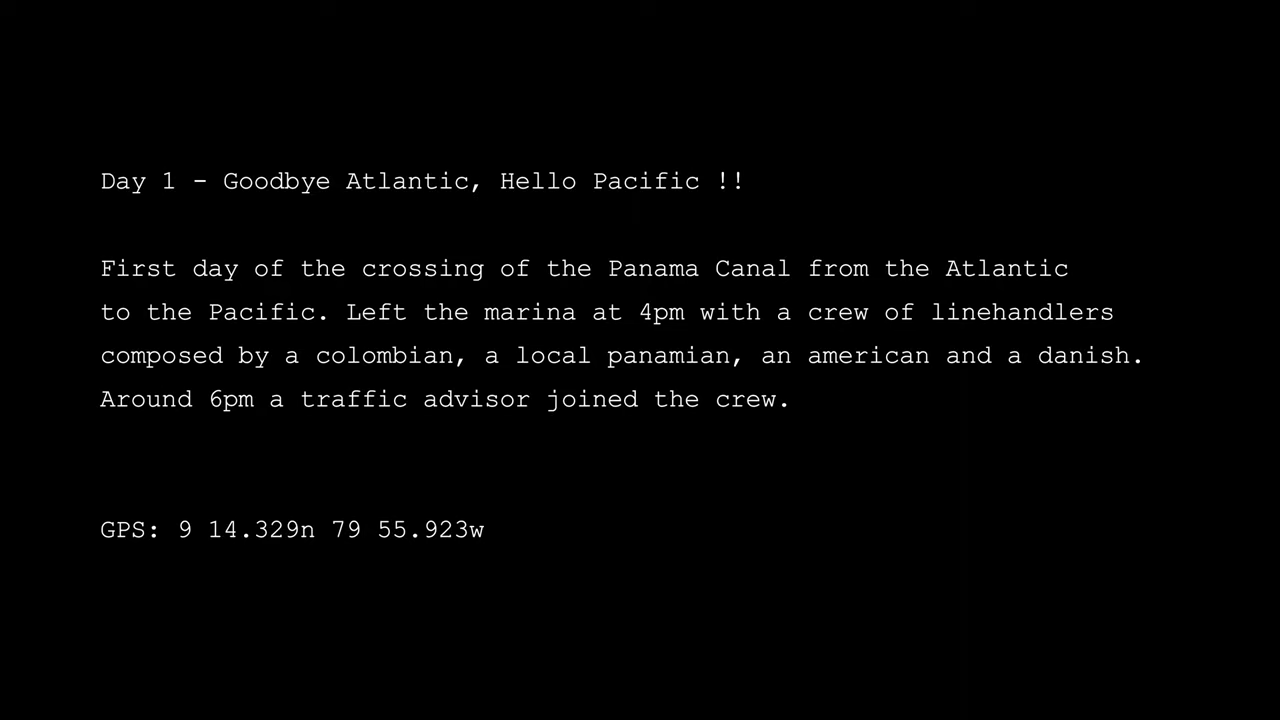 Day 1 - Goodbye Atlantic, Hello Pacific !!
First day of the crossing of the Panama Canal from the Atlantic
to the Pacific. Left the marina at 4pm with a crew of linehandlers
composed by a colombian, a local panamian, an american and a danish.
Around 6pm a traffic advisor joined the crew.
GPS: 9 14.329n 79 55.923w